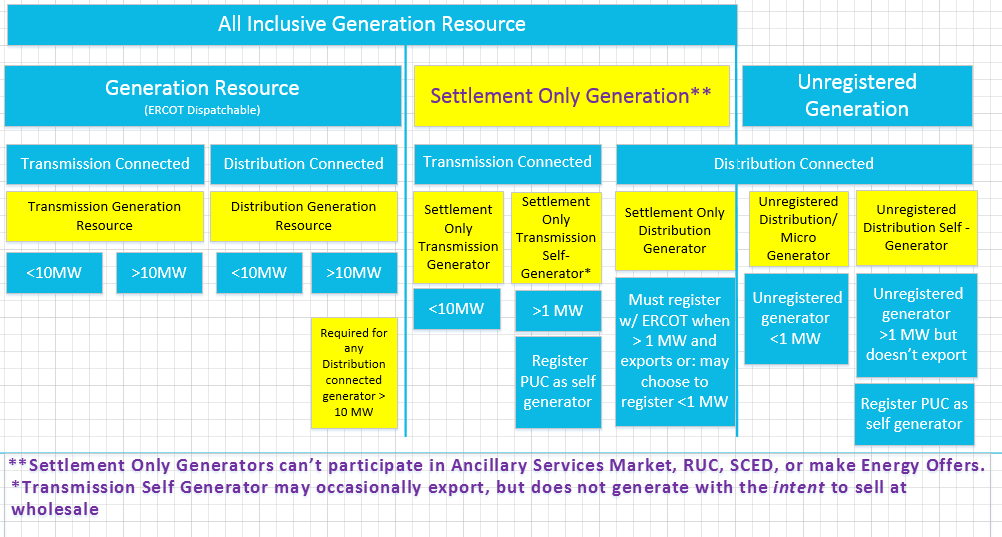 All Inclusive Generation Resource
Generation Resource
(ERCOT Dispatchable)
Settlement Only Generation**
Unregistered
Generation
Transmission Connected
Distribution Connected
Transmission Connected
Distribution Connected
Transmission Generation
Resource
Distribution Generation
Resource
Settlement
Only
Transmission
Generator
Settlement
Only
Transmission
Self-
Generator*
Settlement Only
Distribution
Generator
Unregistered
Distribution/
Micro
Generator
Unregistered
Distribution Self -
Generator
<10MW
>10MW
<10MW
>10MW
<10MW
>1 MW
Must register
w/ ERCOT when
> 1 MW and
exports or: may
choose to
register <1 MW
Unregistered
generator
<1 MW
Unregistered
generator
>1 MW but
doesn't export
Required for
any
Distribution
connected
generator >
10 MW
Register
PUC as self
generator
Register PUC as
self generator
**Settlement Only Generators can't participate in Ancillary Services Market, RUC, SCED, or make Energy Offers.
*Transmission Self Generator may occasionally export, but does not generate with the intent to sell at
wholesale